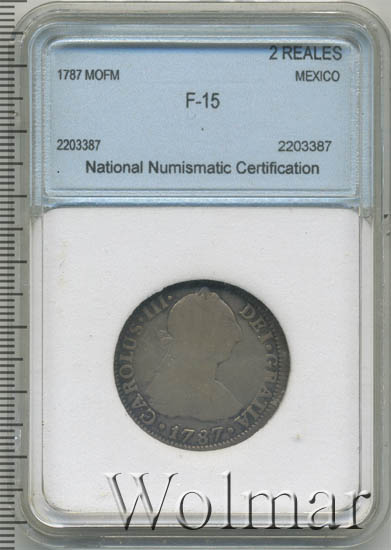 2 REALES
1787 MOFM
MEXICO
F-15
2203387
2203387
National Numismatic Certification
CAROLUS·III·
DEI·GRATIA·
·1787·
Wolmar